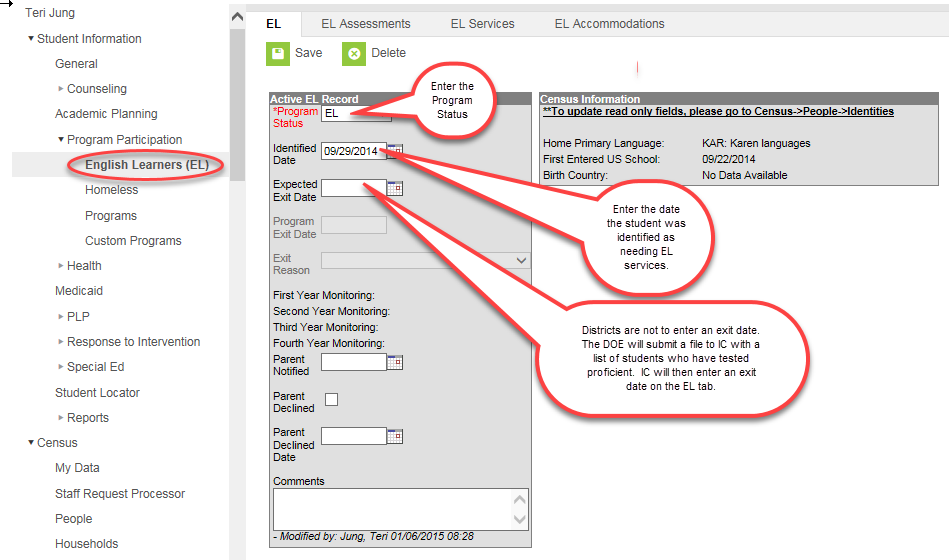 Teri Jung
Student Information
General
Counseling
Academic Planning
Program Participation
English Learners (EL)
Homeless
Programs
Custom Programs
Health
Medicaid
PLP
Response to Intervention
Special Ed
Student Locator
Reports
Census
My Data
Staff Request Processor
People
Households
EL EL Assessments EL Services EL Accommodations
Save Delete
Active EL Record
*Program
Status
EL
Identified
Date
09/29/2014
Expected
Exit Date
Program
Exit Date
Exit
Reason
First Year Monitoring:
Second Year Monitoring:
Third Year Monitoring:
Fourth Year Monitoring:
Parent
Notified
Parent
Declined
Parent
Declined
Date
Comments
- Modified by: Jung, Teri 01/06/2015 08:28
Enter the
Program
Status
Census Information
**To update read only fields, please go to Census->People->Identities
Home Primary Language: KAR: Karen languages
First Entered US School: 09/22/2014
Birth Country: No Data Available
Enter the date
the student was
identified as
needing EL
services.
Districts are not to enter an exit date.
The DOE will submit a file to IC with a
list of students who have tested
proficient. IC will then enter an exit
date on the EL tab.